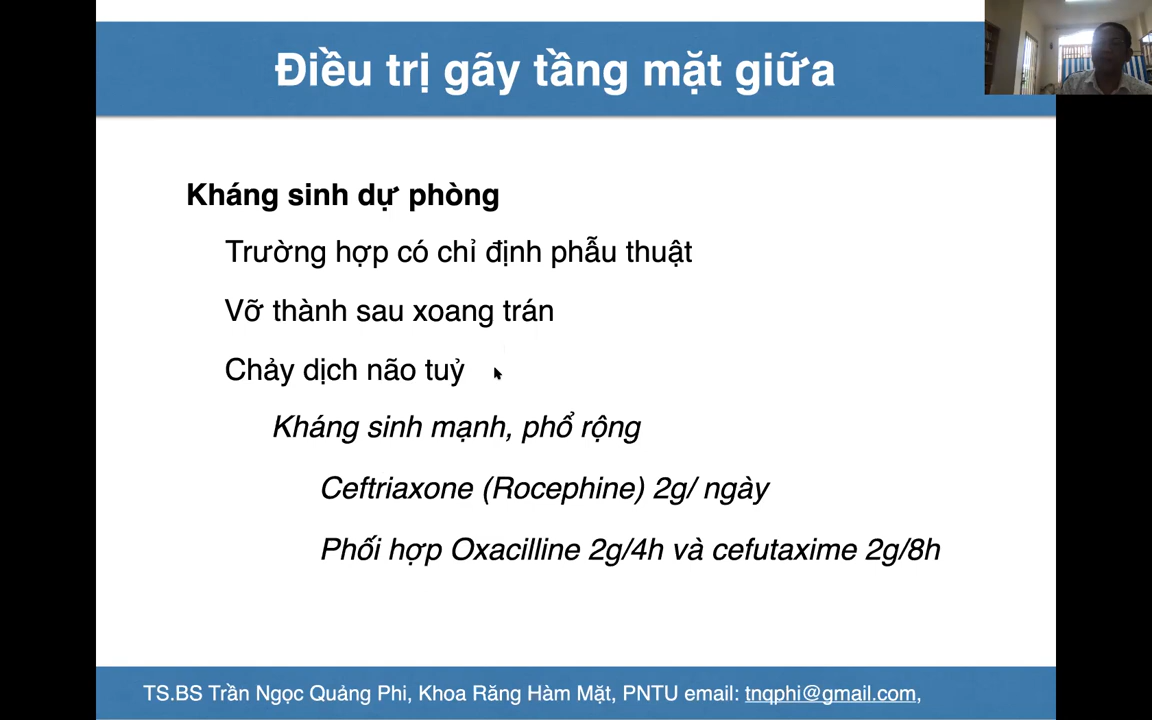 Điều trị gãy tầng mặt giữa
Kháng sinh dự phòng
Trường hợp có chỉ định phẫu thuật
Vỡ thành sau xoang trán
Chảy dịch não tuỷ
Kháng sinh mạnh, phổ rộng
Ceftriaxone (Rocephine) 2g/ ngày
Phối hợp Oxacilline 2g/4h và cefutaxime 2g/8h
TS.BS Trần Ngọc Quảng Phi, Khoa Răng Hàm Mặt, PNTU email: tnqphi@gmail.com,